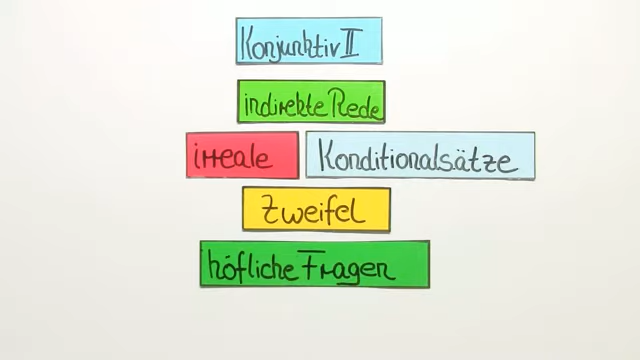 Konjunktiv II
indirekte Rede
irreale Konditionalsätze
Zweifel
höfliche Fragen